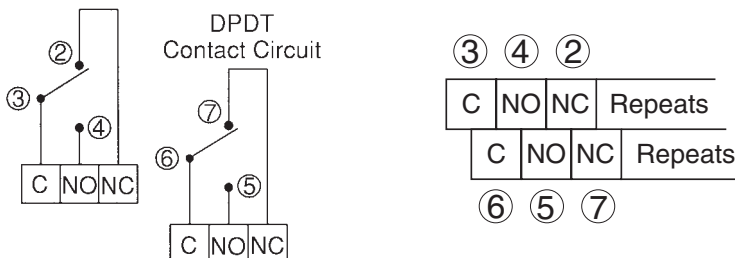 DPDT
Contact Circuit
②
③
④
C NO NC
⑦
⑥
⑤
C NO NC
③ ④ ②
C NO NC Repeats
C NO NC Repeats
⑥ ⑤ ⑦